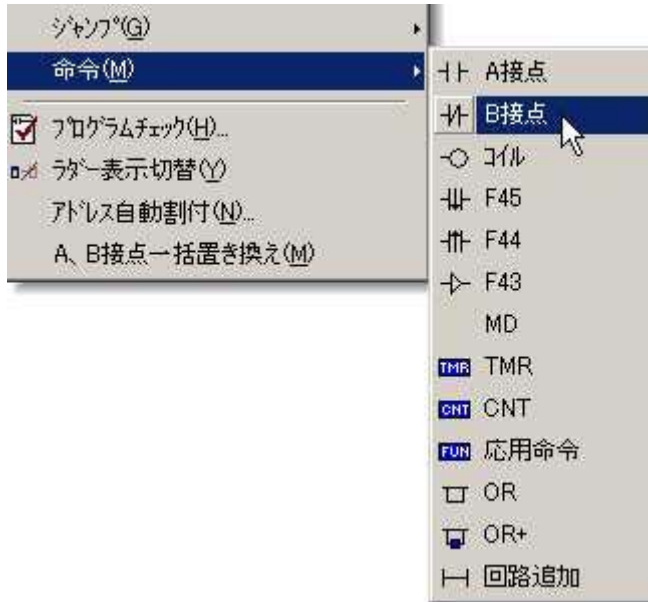 ｼﾞｬﾝﾌﾟ(G)
命令(M)
ﾌﾟﾛｸﾞﾗﾑﾁｪｯｸ(H)...
ﾗﾀﾞｰ表示切替(Y)
ｱﾄﾞﾚｽ自動割付(N)...
A、B接点一括置き換え(M)
A接点
B接点
ｺｲﾙ
F45
F44
F43
MD
TMR TMR
CNT CNT
FUN 応用命令
OR
OR+
回路追加